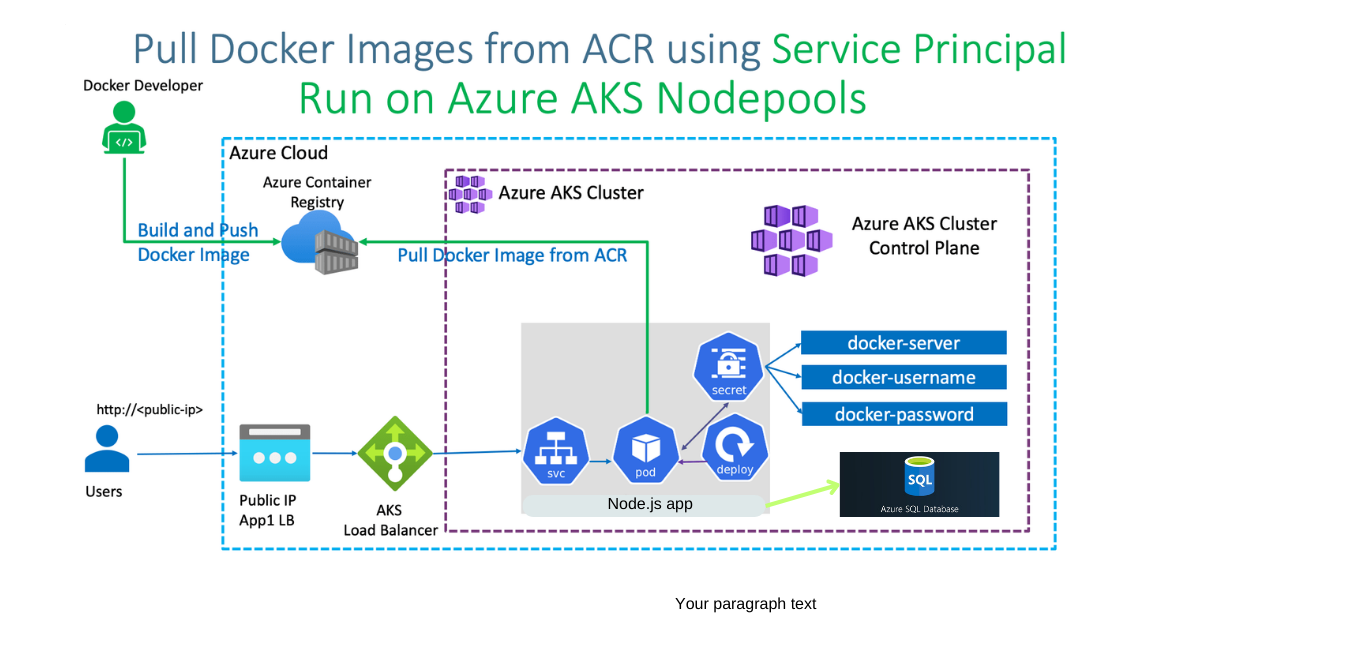 Pull Docker Images from ACR using Service Principal
Run on Azure AKS Nodepools
Docker Developer
Azure Cloud
Azure Container
Registry
Azure AKS Cluster
Azure AKS Cluster
Control Plane
Build and Push
Docker Image
Pull Docker Image from ACR
secret
docker-server
docker-username
docker-password
http://<public-ip>
Users
Public IP
App1 LB
AKS
Load Balancer
svc
pod
deploy
Node.js app
SQL
Azure SQL Database
Your paragraph text